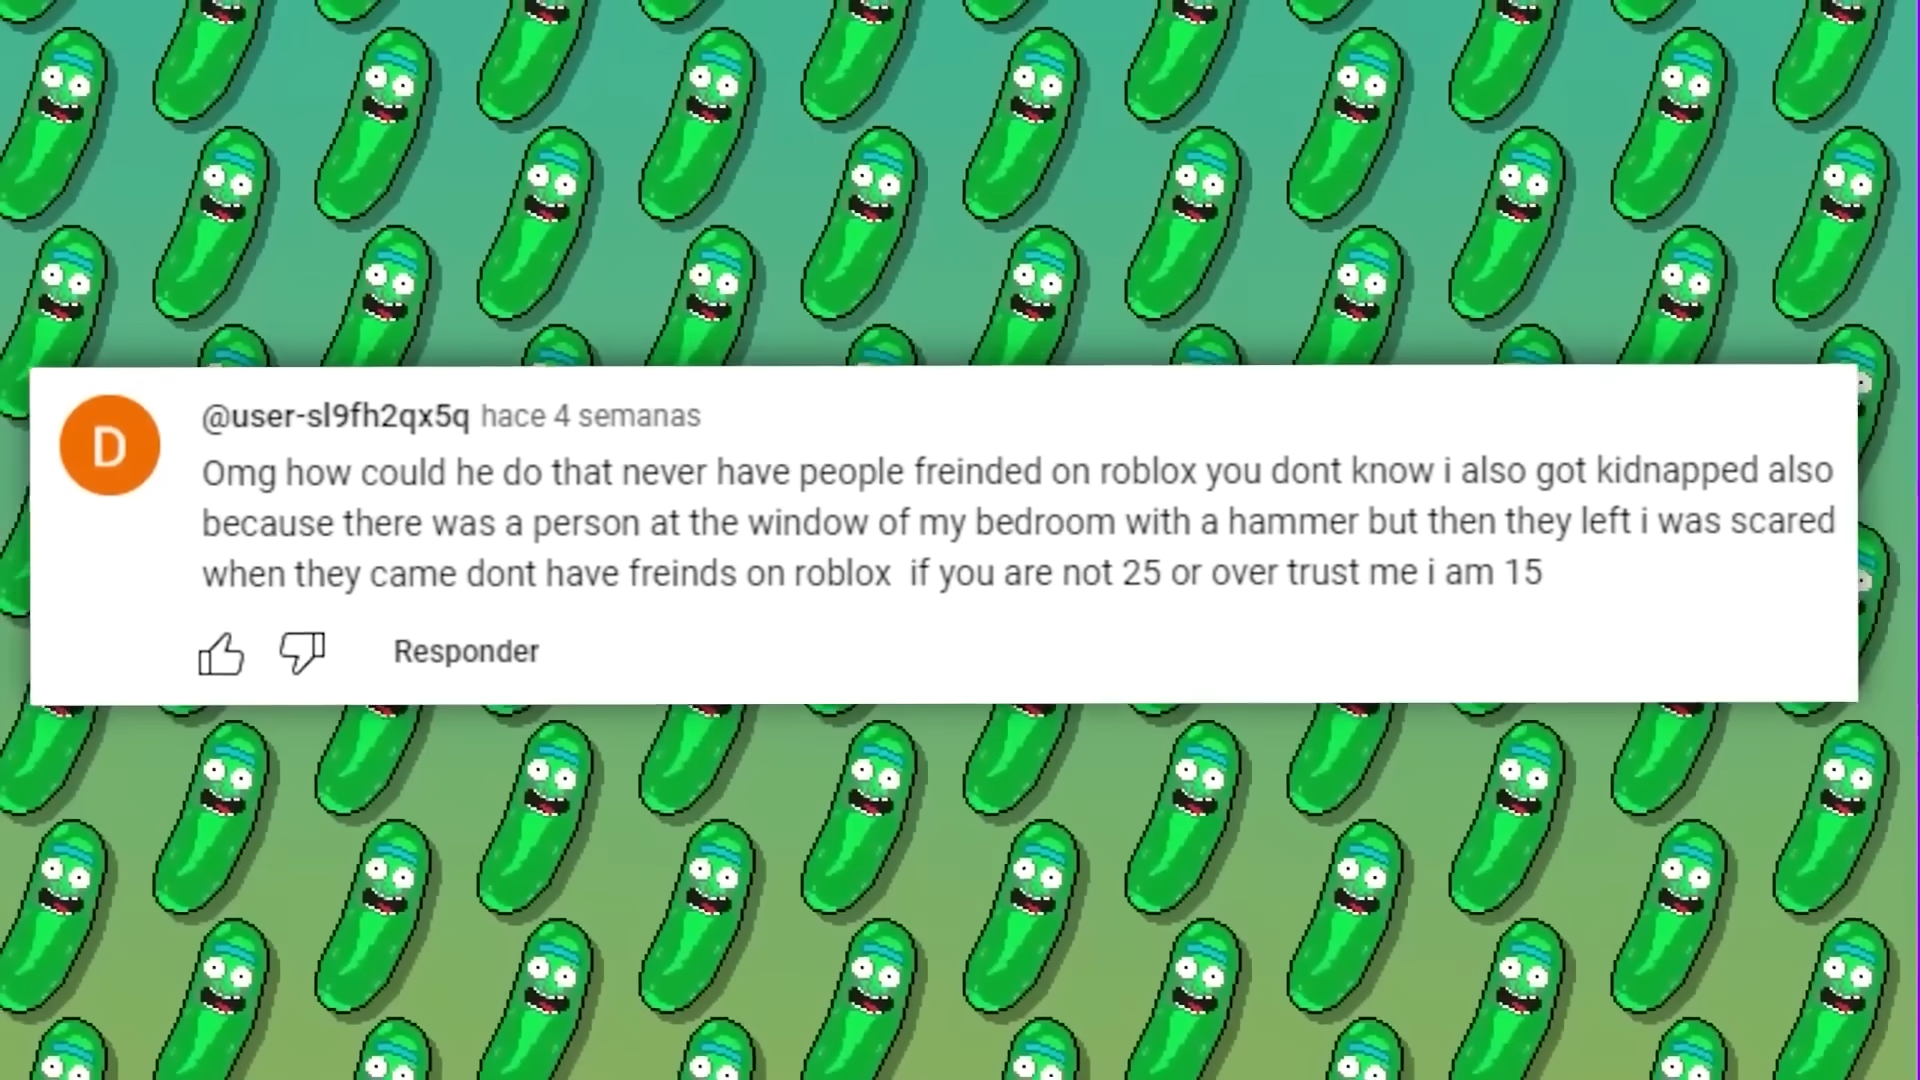 D
@user-sl9fh2qx5q hace 4 semanas
Omg how could he do that never have people freinded on roblox you dont know i also got kidnapped also
because there was a person at the window of my bedroom with a hammer but then they left i was scared
when they came dont have freinds on roblox  if you are not 25 or over trust me i am 15
Responder